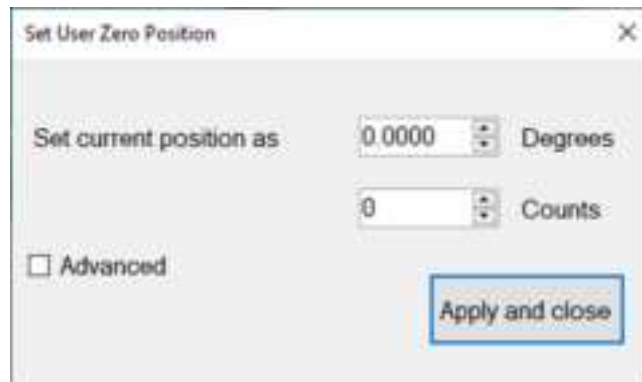 Set User Zero Position
Set current position as 0.0000 Degrees
0 Counts
Advanced
Apply and close